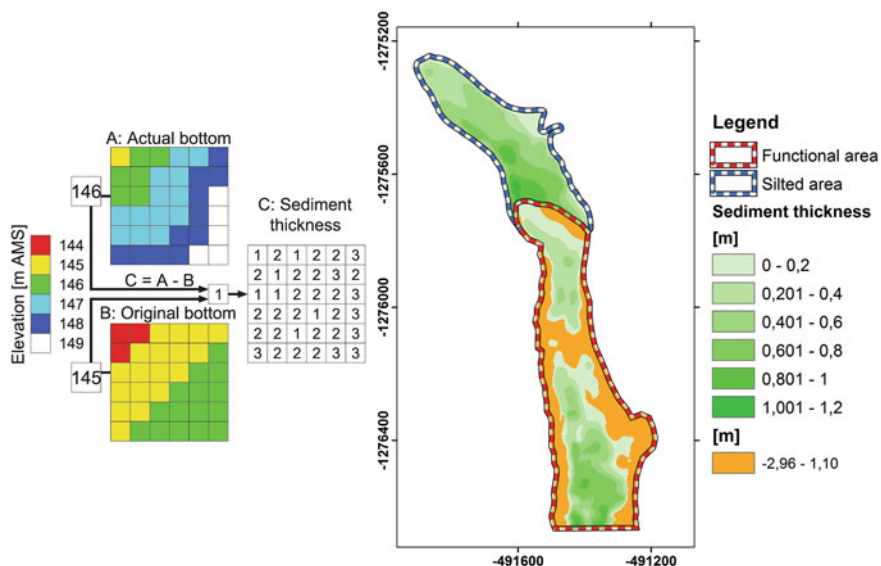 A: Actual bottom
146
Elevation [m AMS]
144
145
146
147
148
149
C = A - B
1
B: Original bottom
145
C: Sediment
thickness
1 2 1 2 2 3
2 1 2 2 3 2
1 1 2 2 2 3
2 2 2 1 2 3
2 2 1 2 2 3
3 2 2 2 3 3
-1275200
-1275600
-1276000
-1276400
-491600
-491200
Legend
Functional area
Silted area
Sediment thickness
[m]
0 - 0,2
0,201 - 0,4
0,401 - 0,6
0,601 - 0,8
0,801 - 1
1,001 - 1,2
[m]
-2,96 - 1,10